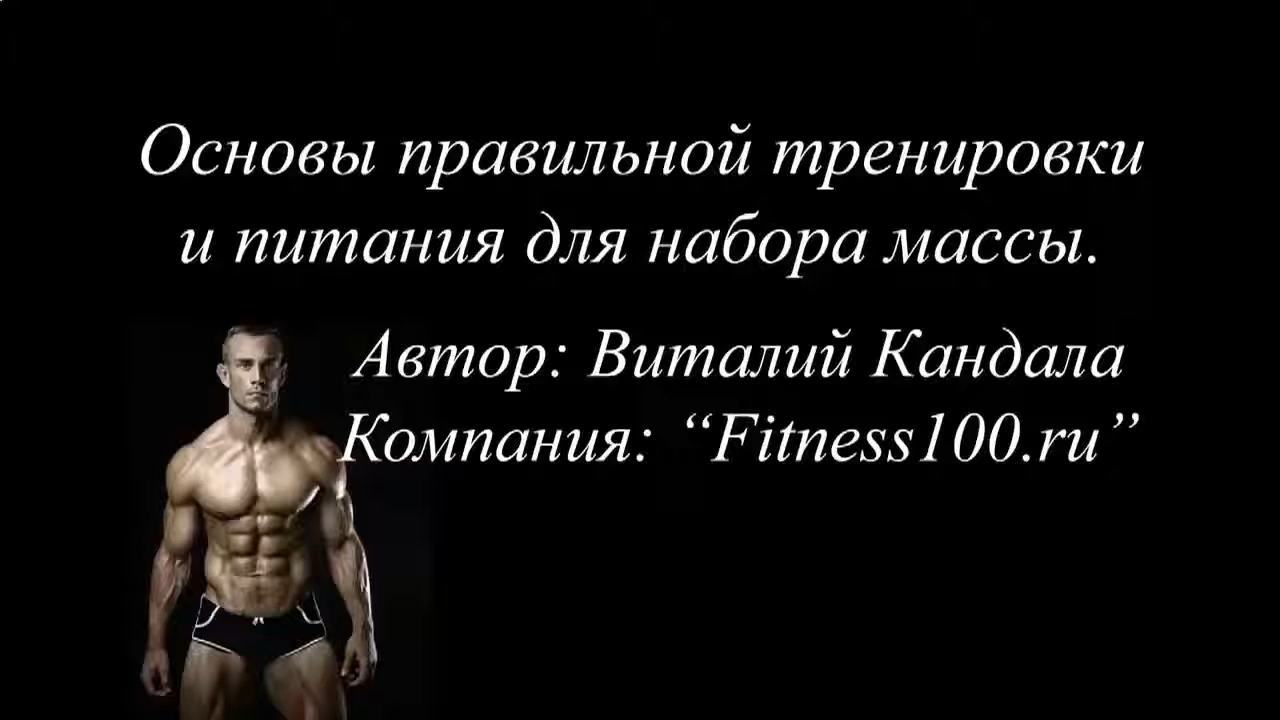 Основы правильной тренировки
и питания для набора массы.
Автор: Виталий Кандала
Компания: “Fitness100.ru”